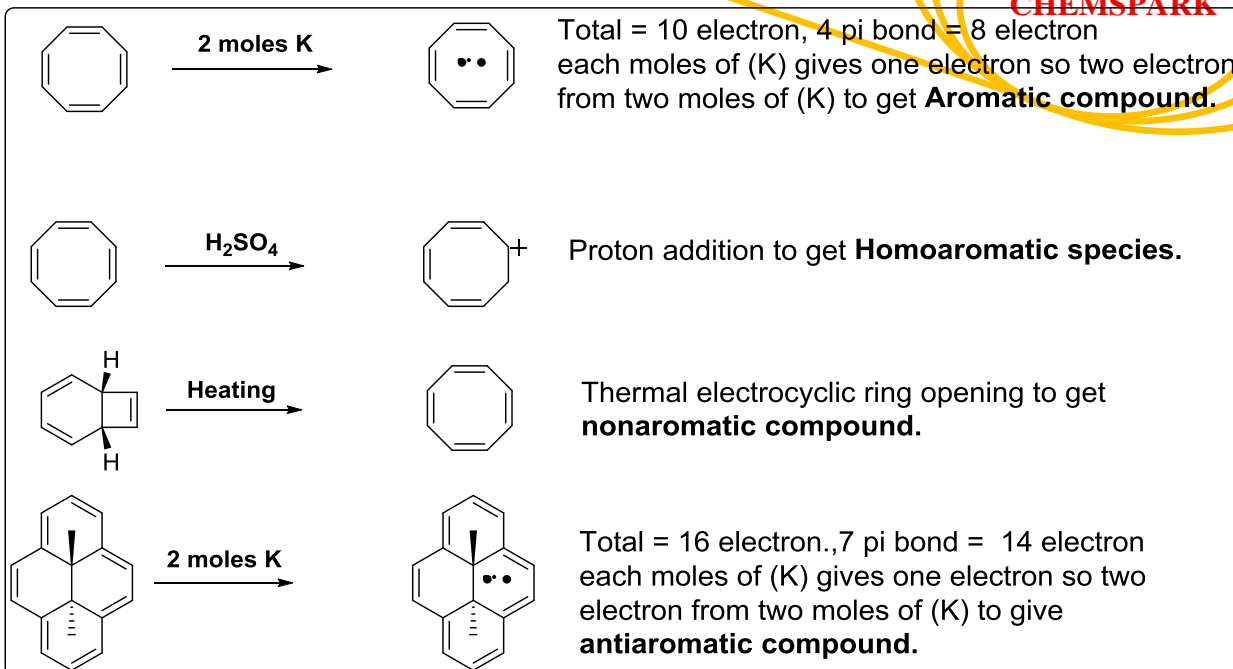 CHEMSPARK
2 moles K
Total = 10 electron, 4 pi bond = 8 electron
each moles of (K) gives one electron so two electron
from two moles of (K) to get Aromatic compound.
H2SO4
+
Proton addition to get Homoaromatic species.
H
Heating
H
Thermal electrocyclic ring opening to get
nonaromatic compound.
2 moles K
Total = 16 electron.,7 pi bond = 14 electron
each moles of (K) gives one electron so two
electron from two moles of (K) to give
antiaromatic compound.